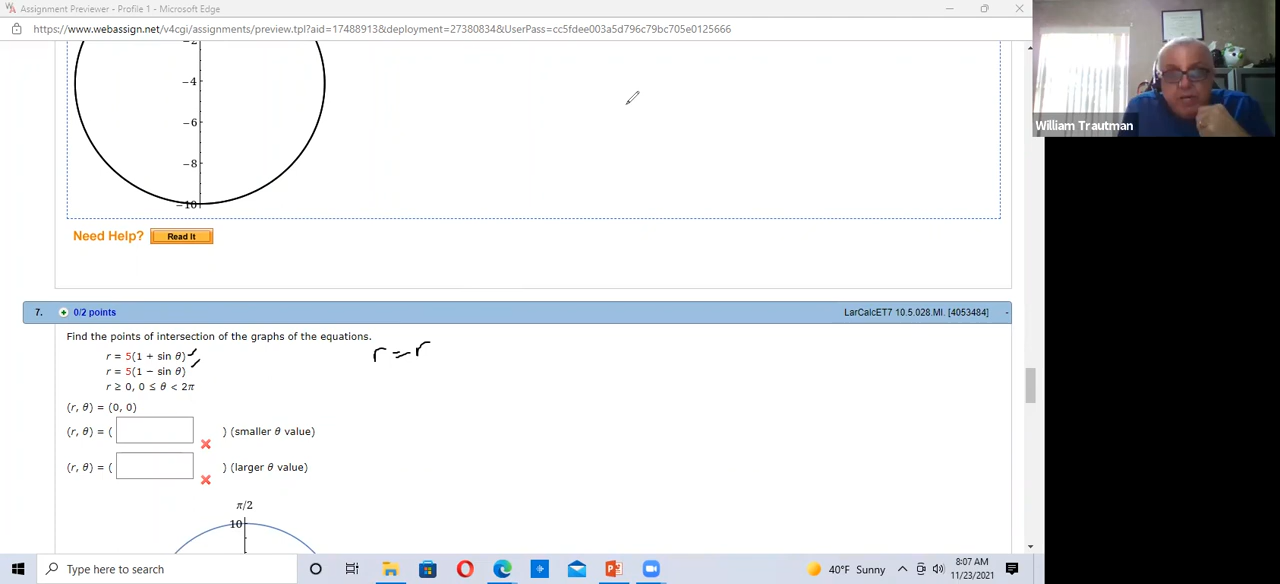 Assignment Previewer - Profile 1 - Microsoft Edge
https://www.webassign.net/v4cgi/assignments/preview.tpl?aid=17488913&deployment=27380834&UserPass=cc5fdee003a5d796c79bc705e0125666
-2
-4
-6
-8
-10
William Trautman
Need Help? Read It
7. 0/2 points LarCalcET7 10.5.028.MI. [4053484] -
Find the points of intersection of the graphs of the equations.
r = 5(1 + sin θ)
r = 5(1 − sin θ)
r ≥ 0, 0 ≤ θ < 2π
r = r
(r, θ) = (0, 0)
(r, θ) = ( ) (smaller θ value)
(r, θ) = ( ) (larger θ value)
π/2
10
Type here to search
40°F Sunny
8:07 AM
11/23/2021